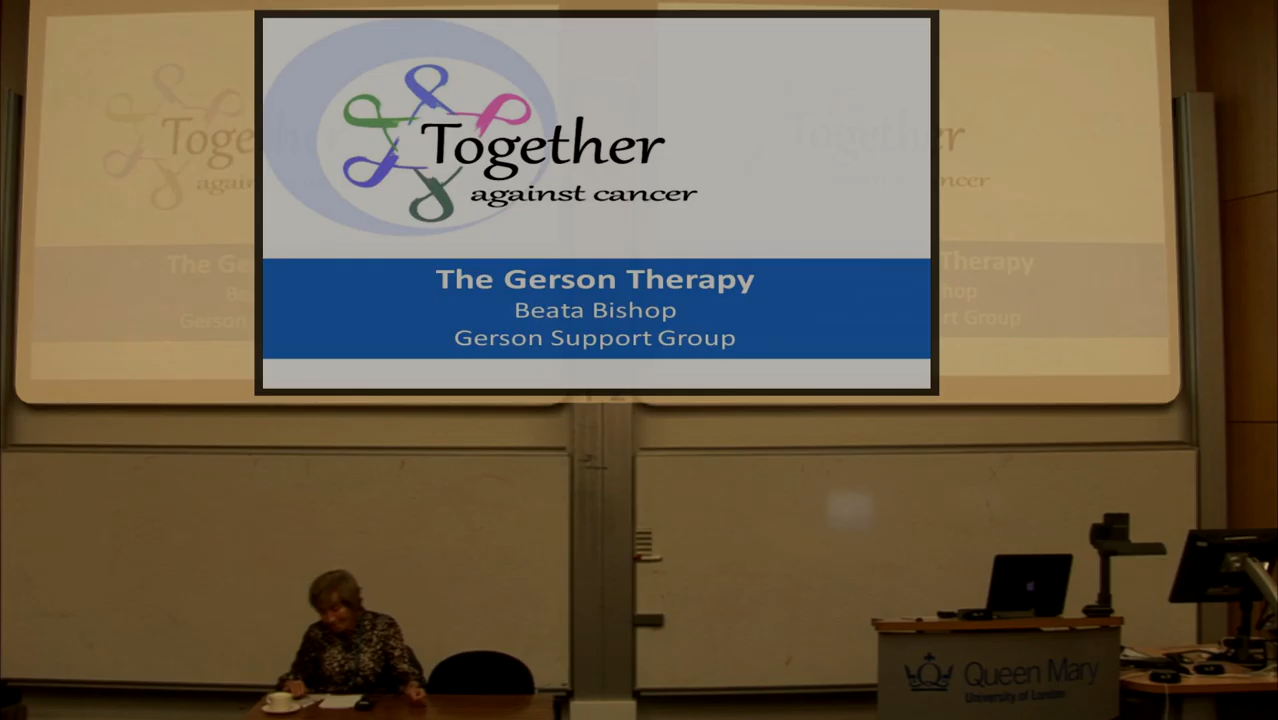 Together
against cancer
The Gerson Therapy
Beata Bishop
Gerson Support Group
Queen Mary
University of London